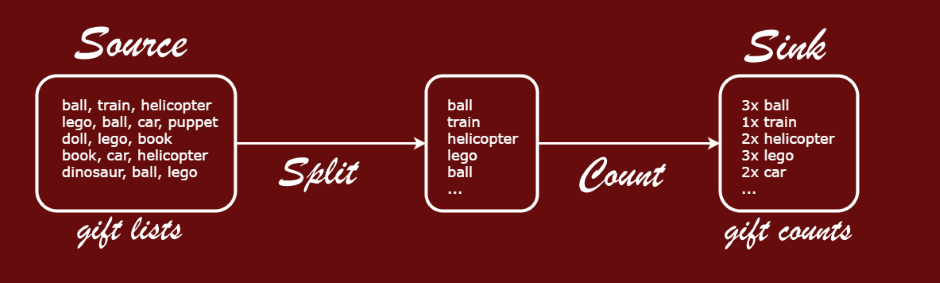 Source
ball, train, helicopter
lego, ball, car, puppet
doll, lego, book
book, car, helicopter
dinosaur, ball, lego
gift lists
Split
ball
train
helicopter
lego
ball
...
Count
Sink
3x ball
1x train
2x helicopter
3x lego
2x car
...
gift counts